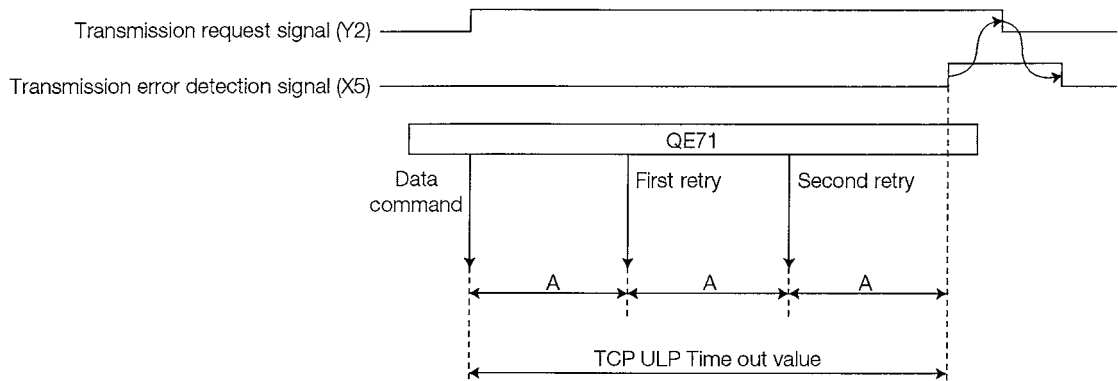 Transmission request signal (Y2)
Transmission error detection signal (X5)
QE71
Data
command
First retry
Second retry
A
A
A
TCP ULP Time out value